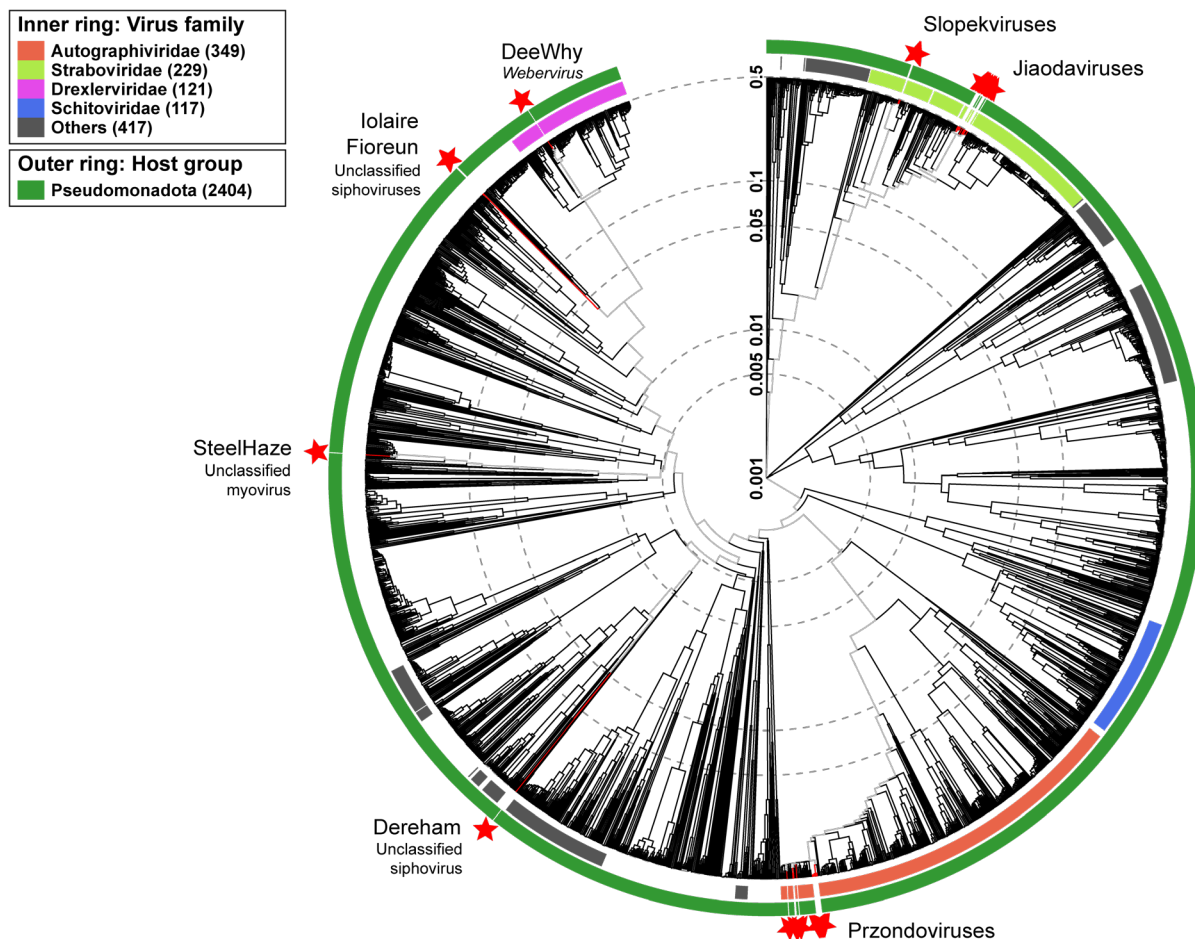 Inner ring: Virus family
Autographiviridae (349)
Straboviridae (229)
Drexlerviridae (121)
Schitoviridae (117)
Others (417)
Outer ring: Host group
Pseudomonadota (2404)
Slopekviruses
Jiaodaviruses
DeeWhy
Webervirus
Iolaire
Fioreun
Unclassified
siphoviruses
SteelHaze
Unclassified
myovirus
Dereham
Unclassified
siphovirus
Przondoviruses
0.5
0.1
0.05
0.01
0.005
0.001